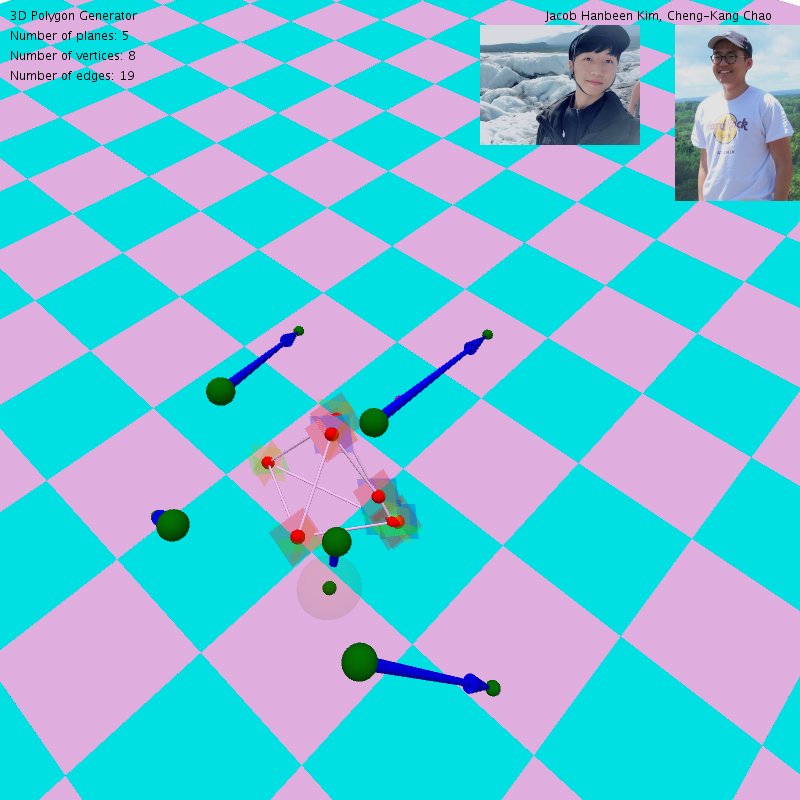 3D Polygon Generator
Jacob Hanbeen Kim, Cheng-Kang Chao
Number of planes: 5
Number of vertices: 8
Number of edges: 19